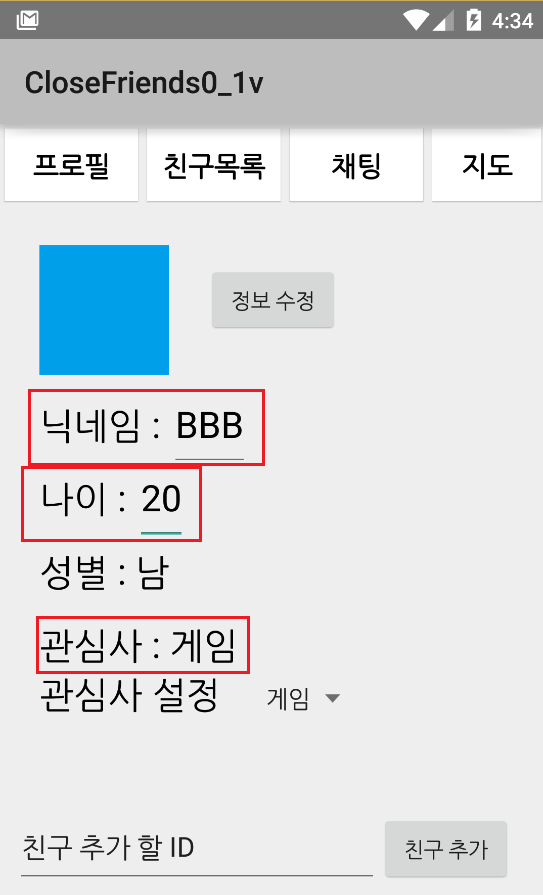 4:34
CloseFriends0_1v
프로필 친구목록 채팅 지도
정보 수정
닉네임 : BBB
나이 : 20
성별 : 남
관심사 : 게임
관심사 설정 게임
친구 추가 할 ID 친구 추가